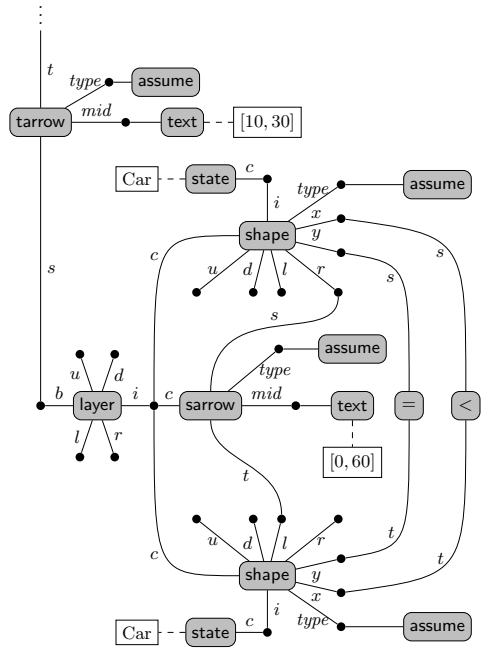 ⋮
t
type assume
tarrow mid text [10, 30]
Car state c
i
type assume
x
shape y
c u d l r s s
s
s
assume
type
u d
b layer i c sarrow mid text = <
l r
[0, 60]
t
u d l r
t
c shape y t
x
i type
Car state c assume